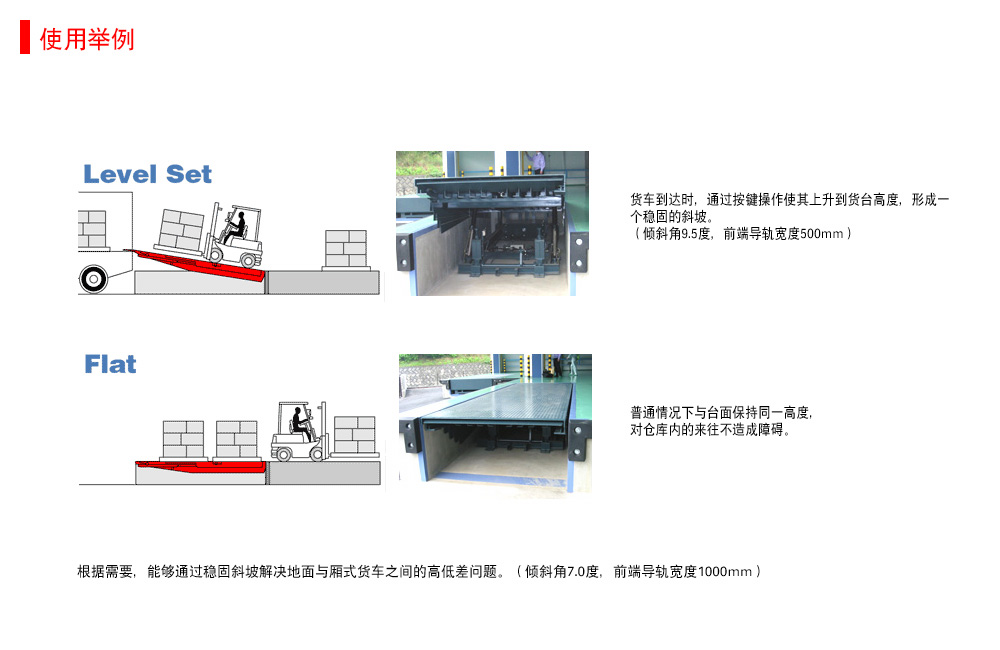 使用举例
Level Set
货车到达时，通过按键操作使其上升到货台高度，形成一
个稳固的斜坡。
（倾斜角9.5度，前端导轨宽度500mm）
Flat
普通情况下与台面保持同一高度，
对仓库内的来往不造成障碍。
根据需要，能够通过稳固斜坡解决地面与厢式货车之间的高低差问题。（倾斜角7.0度，前端导轨宽度1000mm）